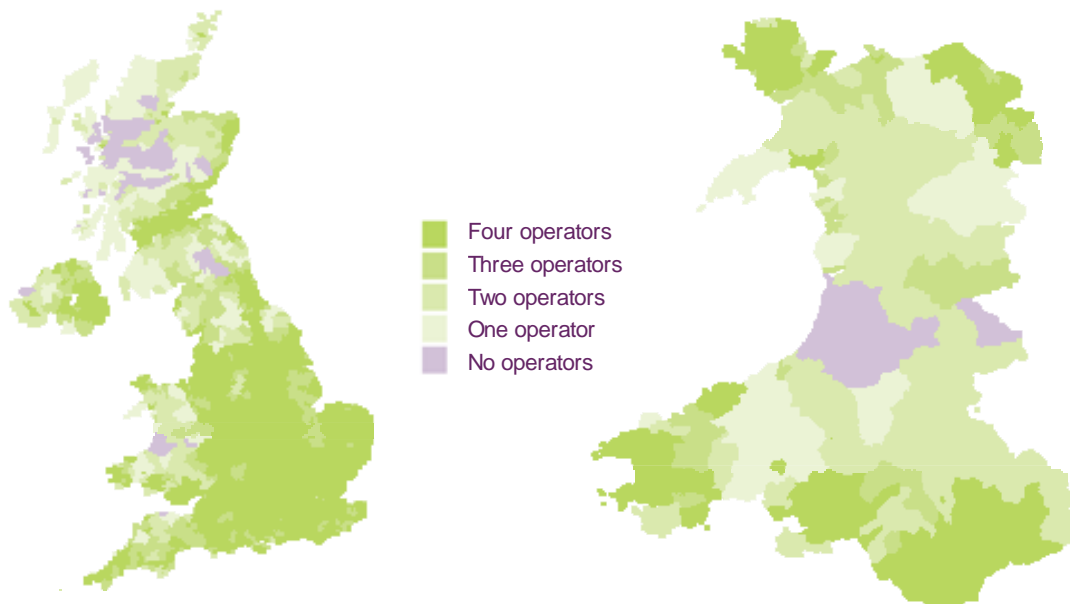 Four operators
Three operators
Two operators
One operator
No operators